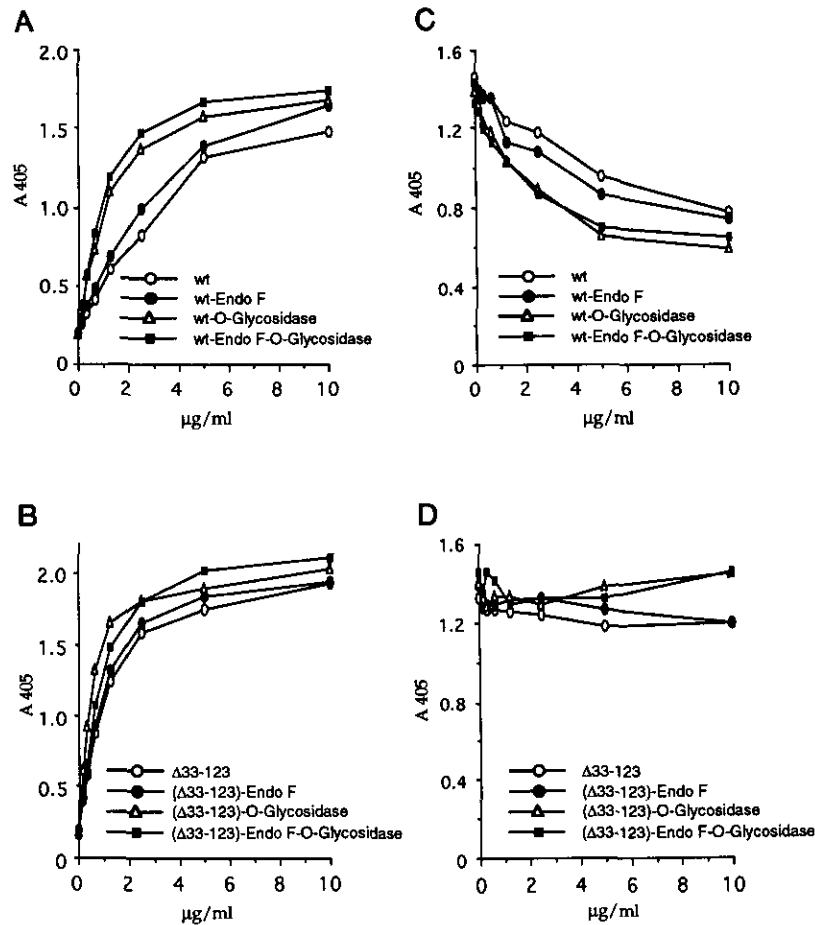 A
2.0
1.5
1.0
0.5
0
A 405
0 2 4 6 8 10
µg/ml
wt
wt-Endo F
wt-O-Glycosidase
wt-Endo F-O-Glycosidase
C
1.6
1.2
0.8
0.4
0
A 405
0 2 4 6 8 10
µg/ml
wt
wt-Endo F
wt-O-Glycosidase
wt-Endo F-O-Glycosidase
B
2.0
1.5
1.0
0.5
0
A 405
0 2 4 6 8 10
µg/ml
Δ33-123
(Δ33-123)-Endo F
(Δ33-123)-O-Glycosidase
(Δ33-123)-Endo F-O-Glycosidase
D
1.6
1.2
0.8
0.4
0
A 405
0 2 4 6 8 10
µg/ml
Δ33-123
(Δ33-123)-Endo F
(Δ33-123)-O-Glycosidase
(Δ33-123)-Endo F-O-Glycosidase